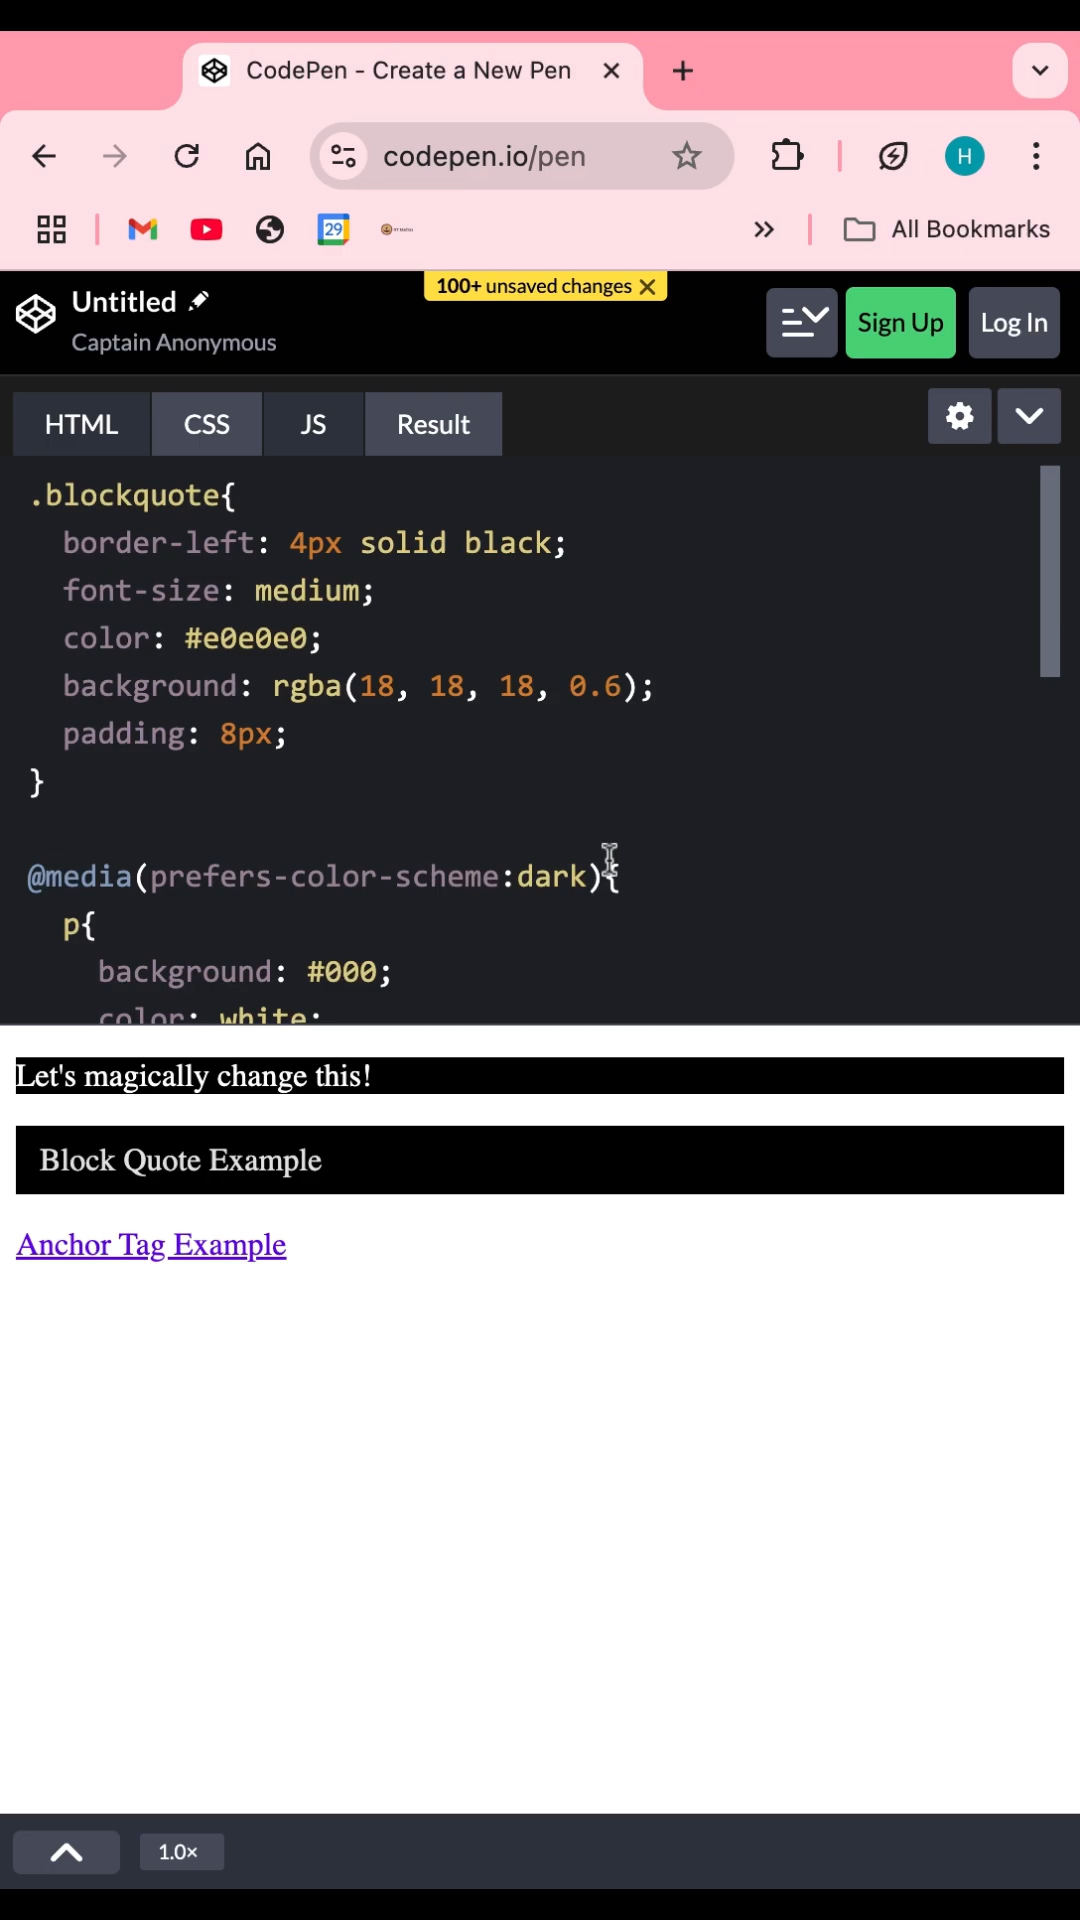 CodePen - Create a New Pen
codepen.io/pen
H
29
All Bookmarks
100+ unsaved changes
Untitled
Captain Anonymous
Sign Up
Log In
HTML CSS JS Result
.blockquote{
border-left: 4px solid black;
font-size: medium;
color: #e0e0e0;
background: rgba(18, 18, 18, 0.6);
padding: 8px;
}
@media(prefers-color-scheme:dark){
p{
background: #000;
color: white;
Let's magically change this!
Block Quote Example
Anchor Tag Example
1.0×